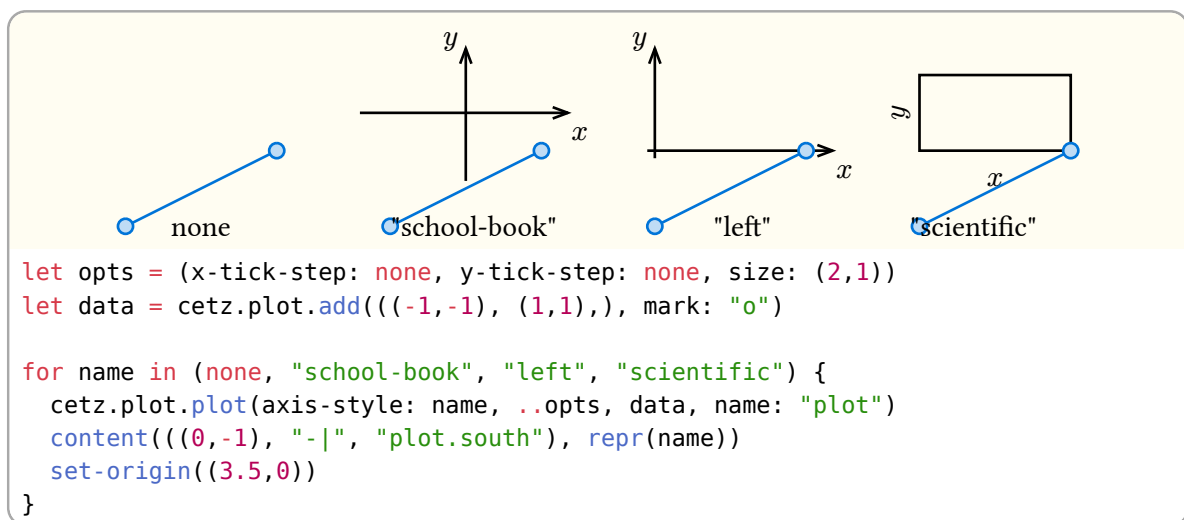 y y
y
x x
x
none "school-book" "left" "scientific"
let opts = (x-tick-step: none, y-tick-step: none, size: (2,1))
let data = cetz.plot.add(((-1,-1), (1,1),), mark: "o")
for name in (none, "school-book", "left", "scientific") {
  cetz.plot.plot(axis-style: name, ..opts, data, name: "plot")
  content(((0,-1), "-|", "plot.south"), repr(name))
  set-origin((3.5,0))
}